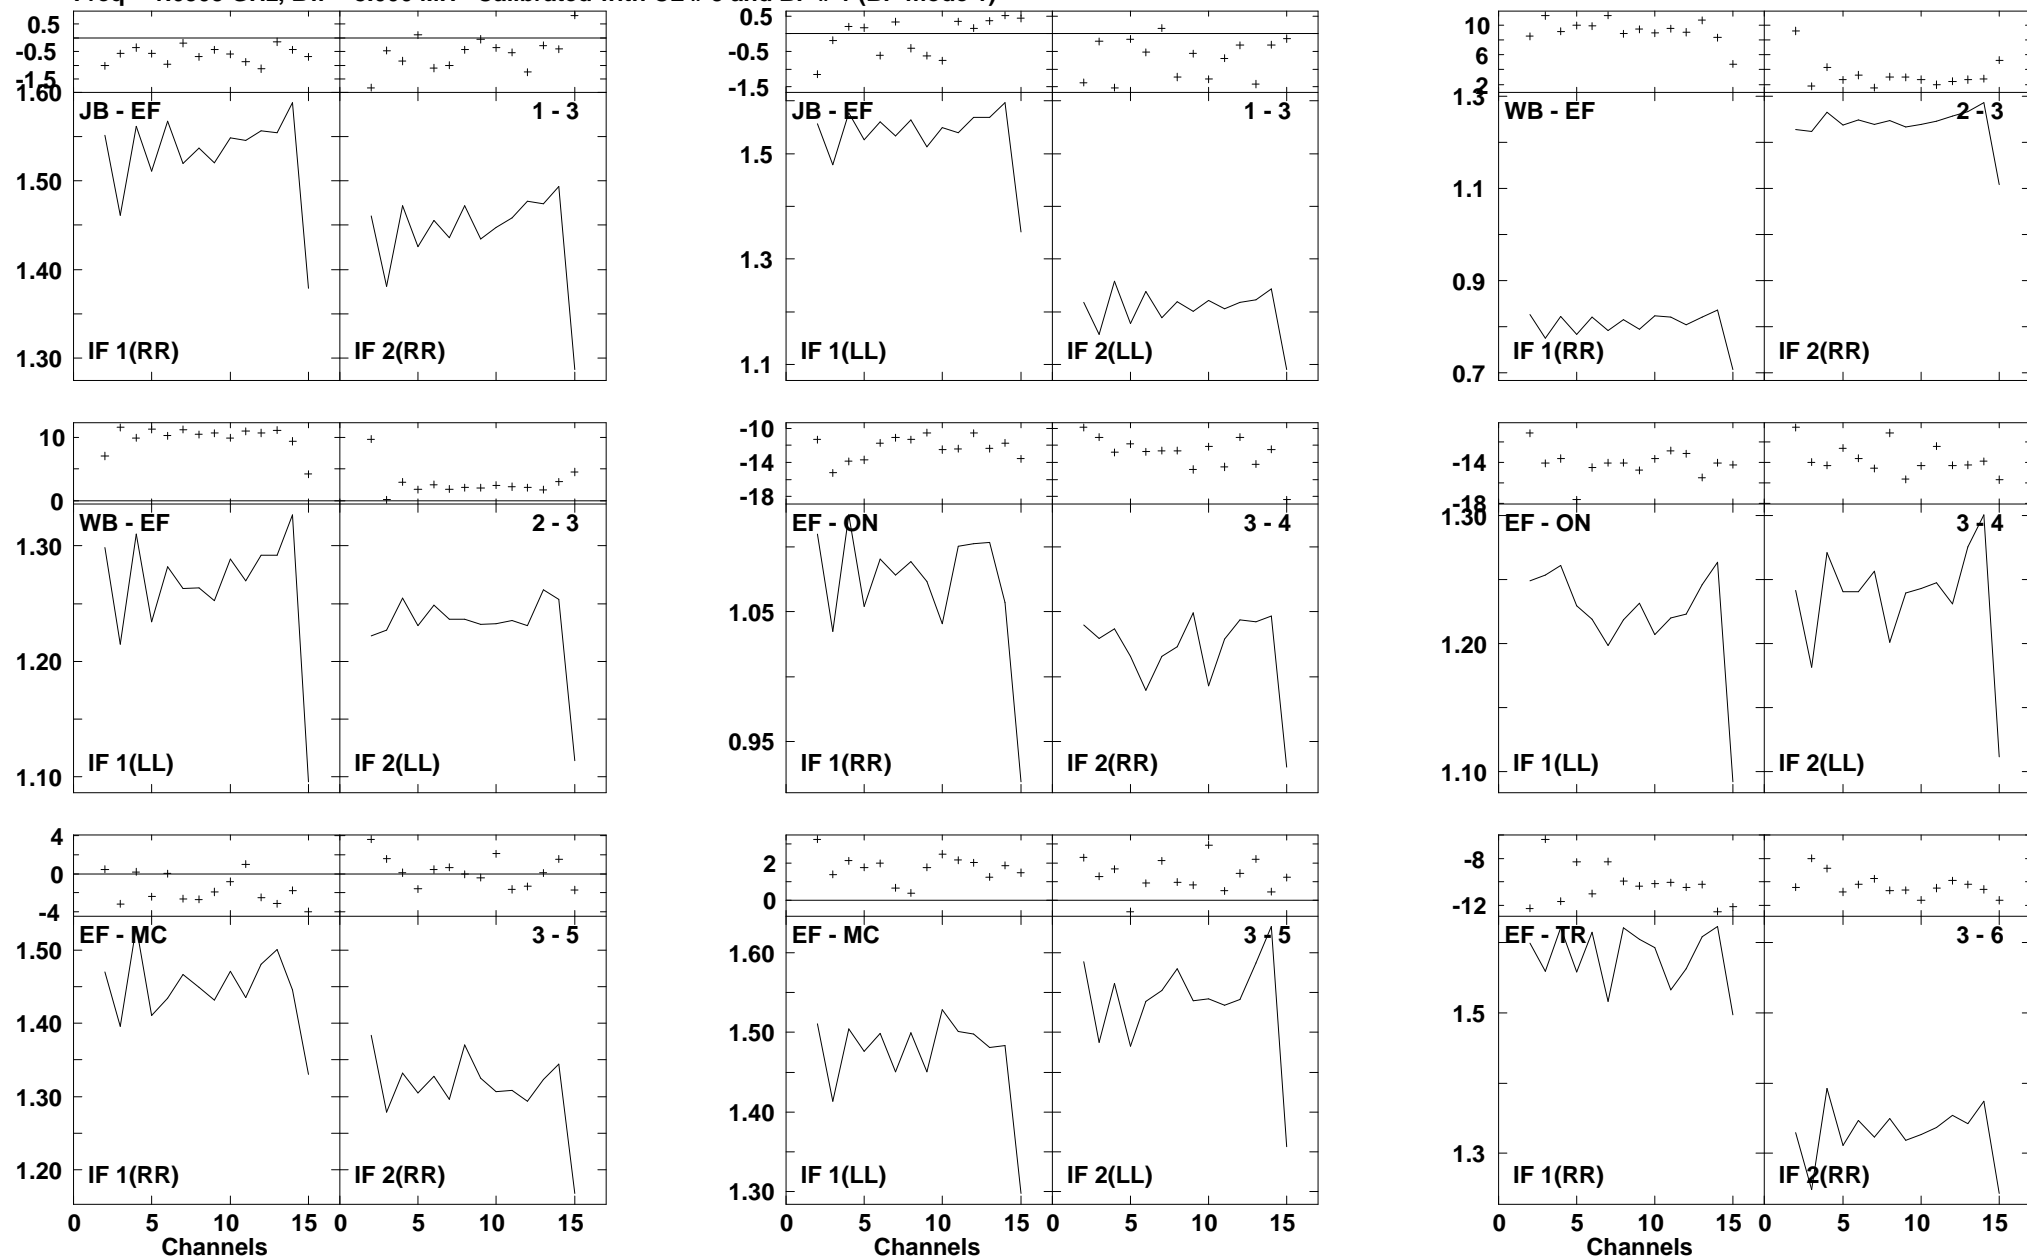 0.5
-0.5
-1.5
1.60
JB - EF
1 - 3
1.50
1.40
1.30
IF 1(RR)
IF 2(RR)
0.5
-0.5
-1.5
JB - EF
1 - 3
1.5
1.3
1.1
IF 1(LL)
IF 2(LL)
10
6
2
1.3
WB - EF
2 - 3
1.1
0.9
0.7
IF 1(RR)
IF 2(RR)
10
0
WB - EF
2 - 3
1.30
1.20
1.10
IF 1(LL)
IF 2(LL)
-10
-14
-18
EF - ON
3 - 4
1.05
0.95
IF 1(RR)
IF 2(RR)
-14
-18
1.30
EF - ON
3 - 4
1.20
1.10
IF 1(LL)
IF 2(LL)
4
0
-4
EF - MC
3 - 5
1.50
1.40
1.30
1.20
IF 1(RR)
IF 2(RR)
0 5 10 15 0 5 10 15
Channels
2
0
EF - MC
3 - 5
1.60
1.50
1.40
1.30
IF 1(LL)
IF 2(LL)
0 5 10 15 0 5 10 15
Channels
-8
-12
EF - TR
3 - 6
1.5
1.3
IF 1(RR)
IF 2(RR)
0 5 10 15 0 5 10 15
Channels